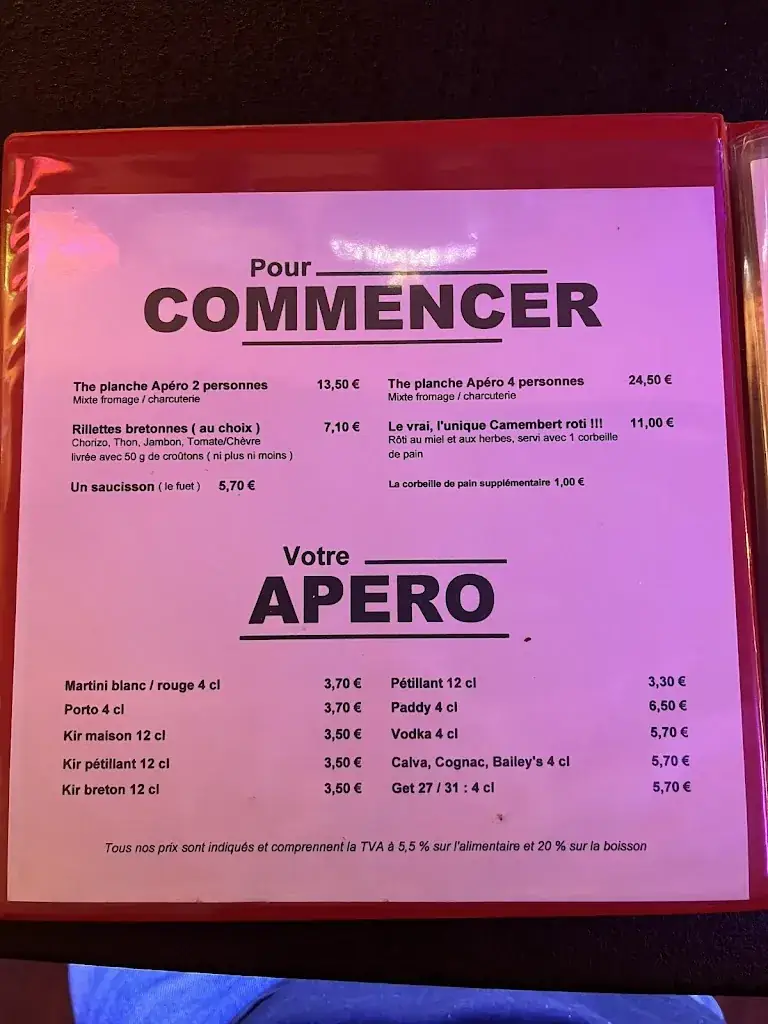 Pour
COMMENCER
The planche Apéro 2 personnes 13,50 €
Mixte fromage / charcuterie
Rillettes bretonnes ( au choix ) 7,10 €
Chorizo, Thon, Jambon, Tomate/Chèvre
livrée avec 50 g de croûtons ( ni plus ni moins )
Un saucisson ( le fuet ) 5,70 €
The planche Apéro 4 personnes 24,50 €
Mixte fromage / charcuterie
Le vrai, l'unique Camembert roti !!! 11,00 €
Rôti au miel et aux herbes, servi avec 1 corbeille
de pain
La corbeille de pain supplémentaire 1,00 €
Votre
APERO
Martini blanc / rouge 4 cl 3,70 €
Porto 4 cl 3,70 €
Kir maison 12 cl 3,50 €
Kir pétillant 12 cl 3,50 €
Kir breton 12 cl 3,50 €
Pétillant 12 cl 3,30 €
Paddy 4 cl 6,50 €
Vodka 4 cl 5,70 €
Calva, Cognac, Bailey's 4 cl 5,70 €
Get 27 / 31 : 4 cl 5,70 €
Tous nos prix sont indiqués et comprennent la TVA à 5,5 % sur l'alimentaire et 20 % sur la boisson